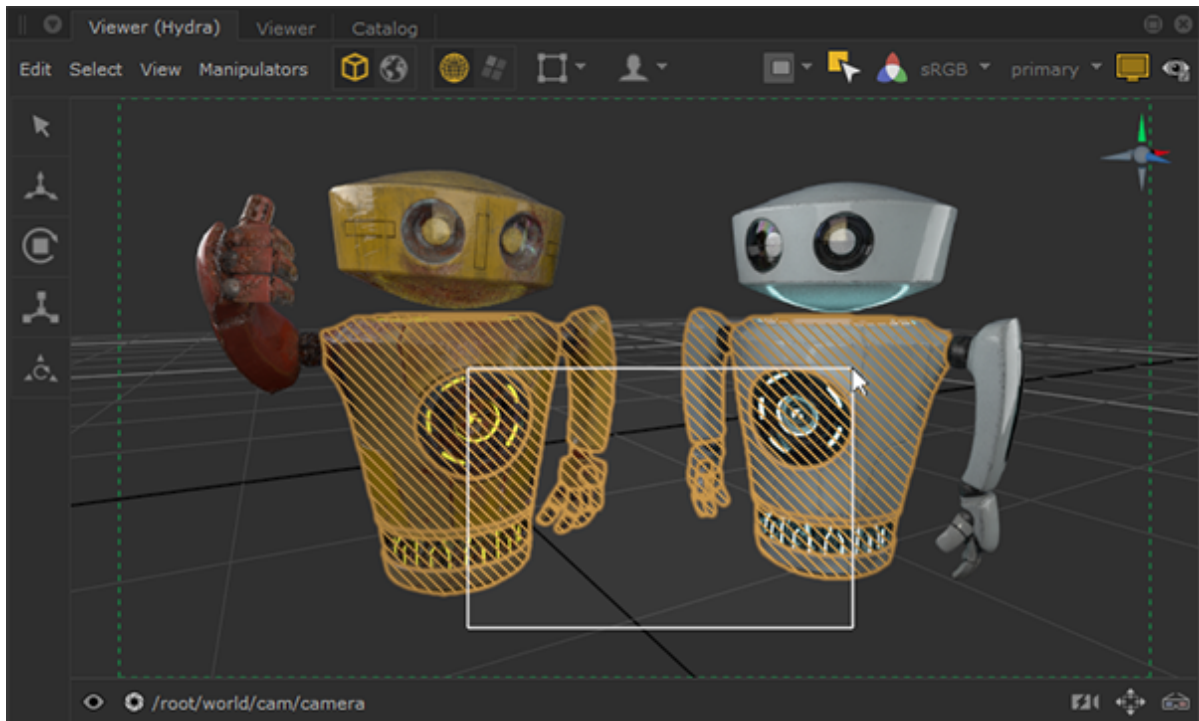 Viewer (Hydra) Viewer Catalog
Edit Select View Manipulators sRGB primary
/root/world/cam/camera